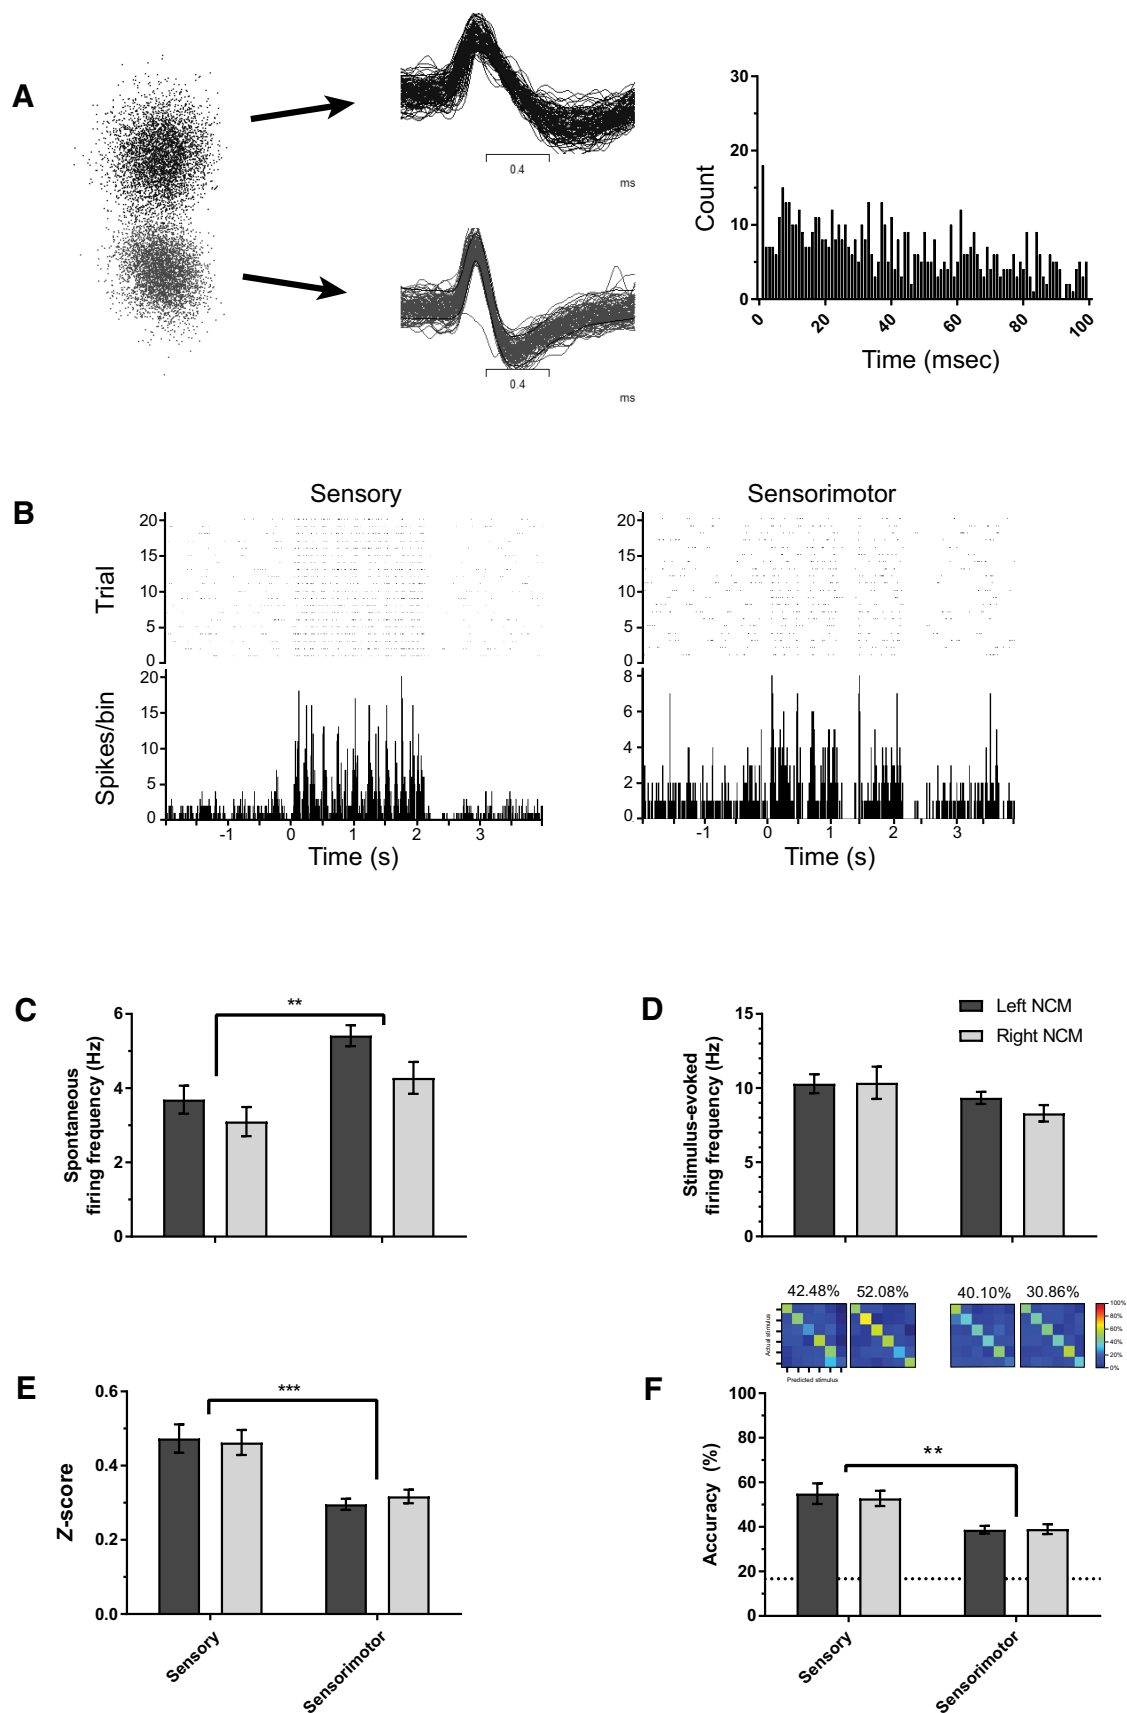 A
0.4
ms
0.4
ms
Count
30
20
10
0
0 20 40 60 80 100
Time (msec)
B
Sensory
Trial
20
15
10
5
0
Spikes/bin
20
15
10
5
0
-1 0 1 2 3
Time (s)
Sensorimotor
20
15
10
5
0
8
6
4
2
0
-1 0 1 2 3
Time (s)
C
Spontaneous
firing frequency (Hz)
6
4
2
0
**
D
Stimulus-evoked
firing frequency (Hz)
15
10
5
0
Left NCM
Right NCM
E
Z-score
0.6
0.4
0.2
0.0
***
Sensory
Sensorimotor
42.48% 52.08% 40.10% 30.86%
Actual stimulus
Predicted stimulus
100%
80%
60%
40%
20%
0%
F
Accuracy (%)
100
80
60
40
20
0
**
Sensory
Sensorimotor